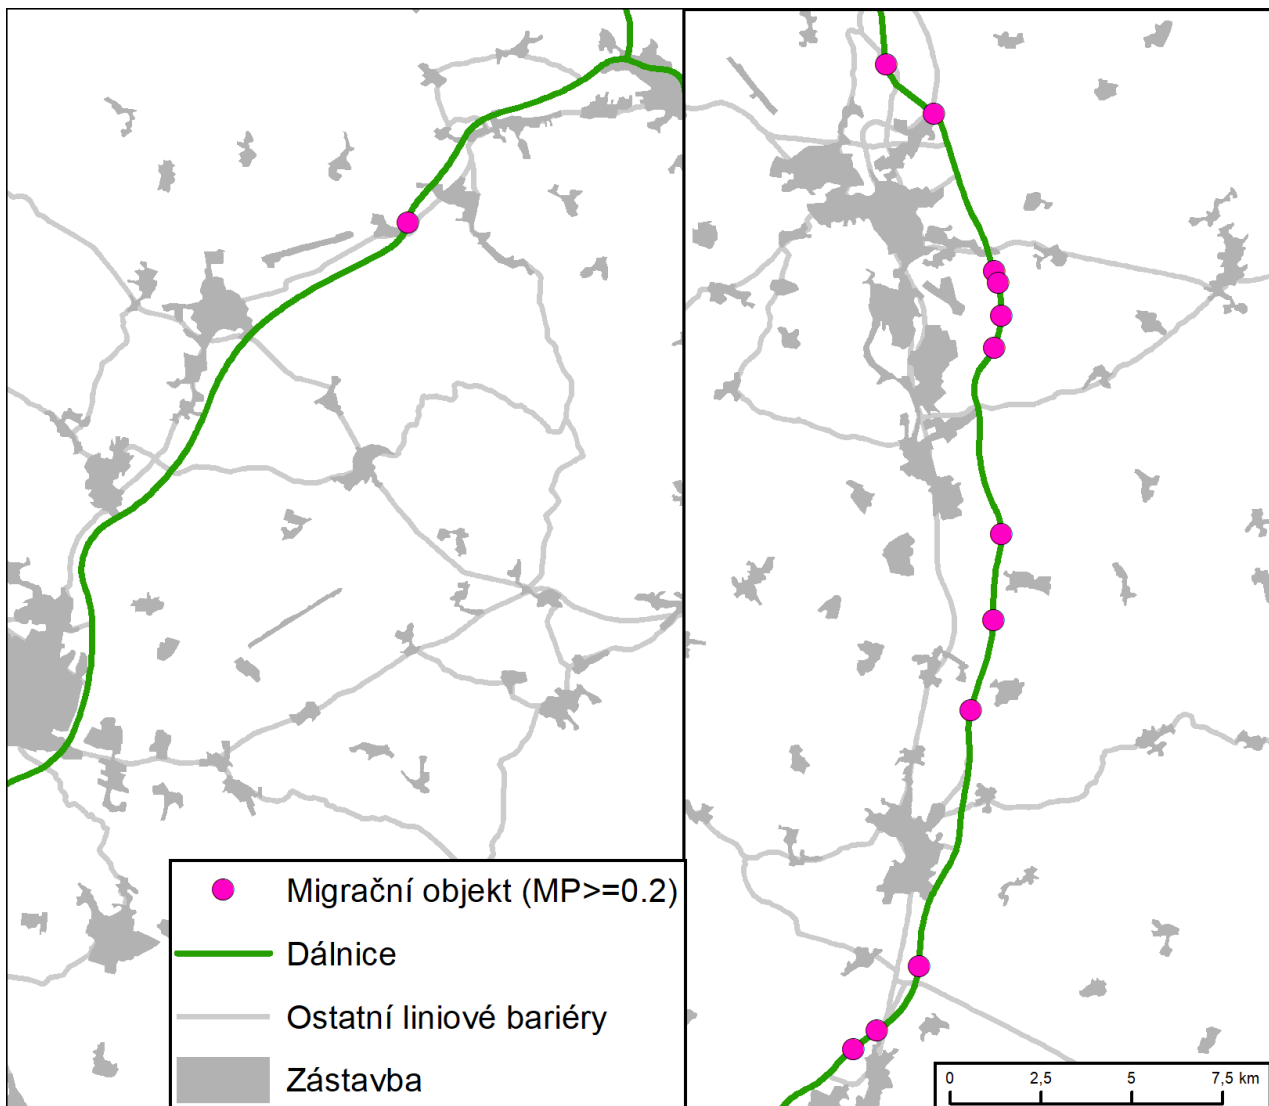 Migrační objekt (MP>=0.2)
Dálnice
Ostatní liniové bariéry
Zástavba
0 2,5 5 7,5 km